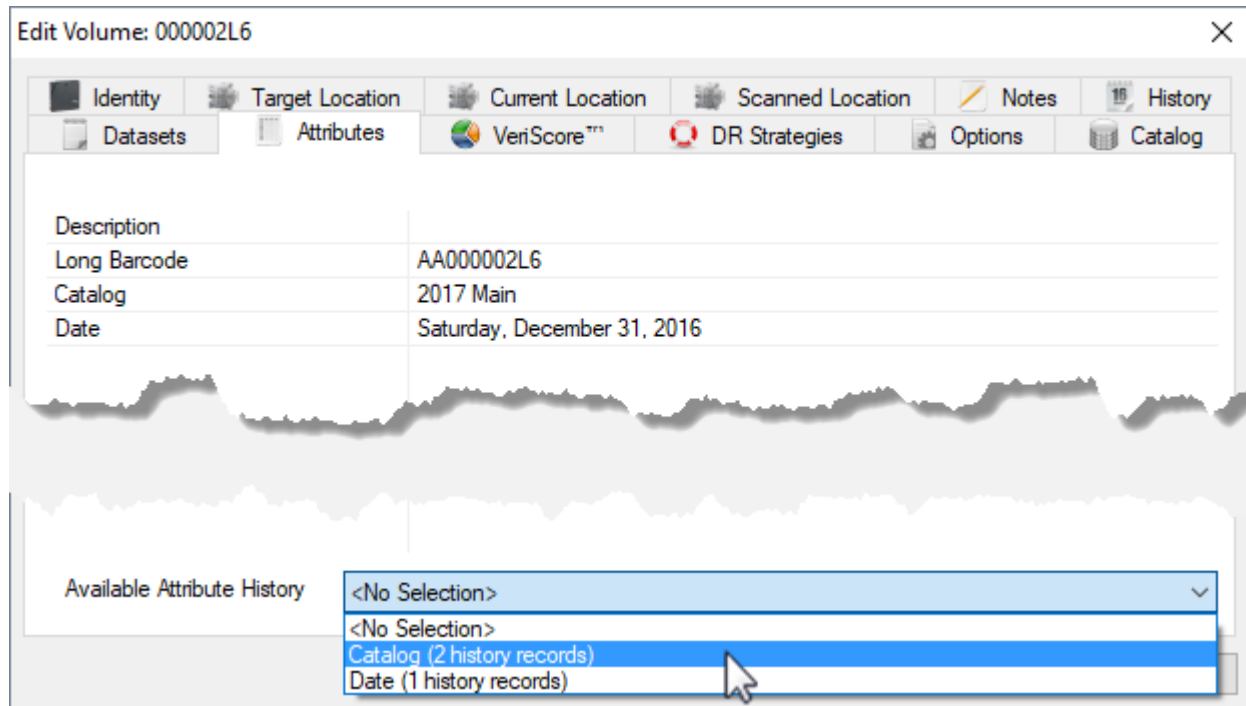 Edit Volume: 000002L6
Identity Target Location Current Location Scanned Location Notes 16 History
Datasets Attributes VeriScore™ DR Strategies Options Catalog
Description
Long Barcode AA000002L6
Catalog 2017 Main
Date Saturday, December 31, 2016
Available Attribute History <No Selection>
<No Selection>
Catalog (2 history records)
Date (1 history records)